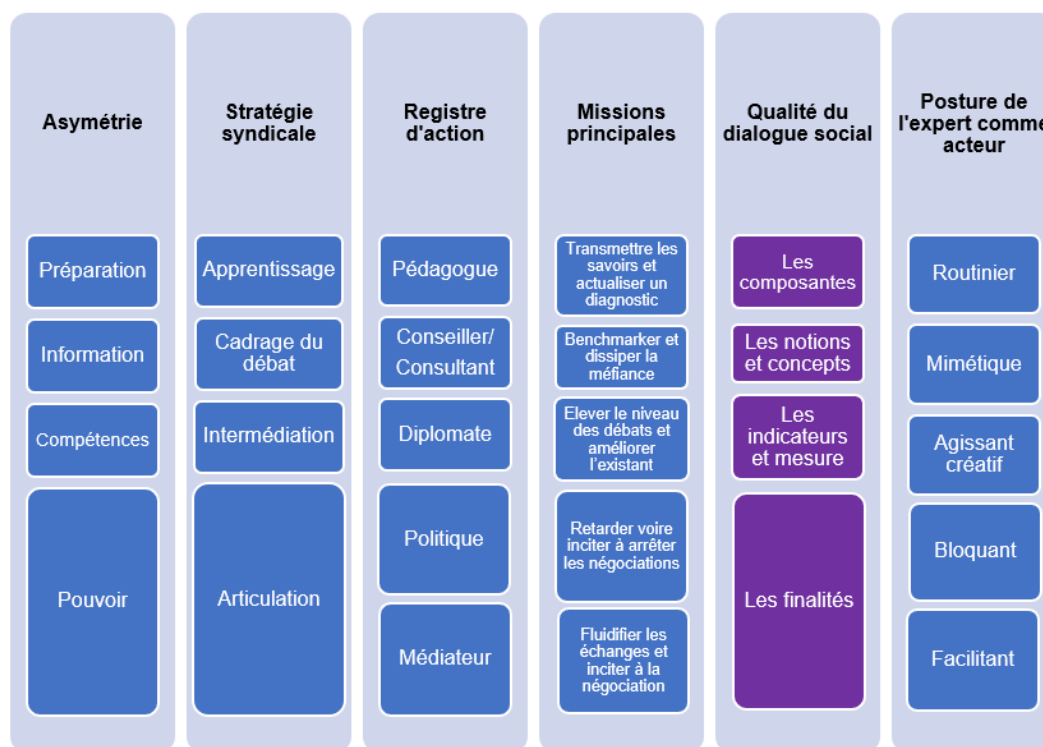 Asymétrie
Préparation
Information
Compétences
Pouvoir
Stratégie
syndicale
Apprentissage
Cadrage du
débat
Intermédiation
Articulation
Registre
d'action
Pédagogue
Conseiller/
Consultant
Diplomate
Politique
Médiateur
Missions
principales
Transmettre les
savoirs et
actualiser un
diagnostic
Benchmarker et
dissiper la
méfiance
Elever le niveau
des débats et
améliorer
l'existant
Retarder voire
inciter à arrêter
les négociations
Fluidifier les
échanges et
inciter à la
négociation
Qualité du
dialogue social
Les
composantes
Les notions
et concepts
Les
indicateurs
et mesure
Les finalités
Posture de
l'expert comme
acteur
Routinier
Mimétique
Agissant
créatif
Bloquant
Facilitant